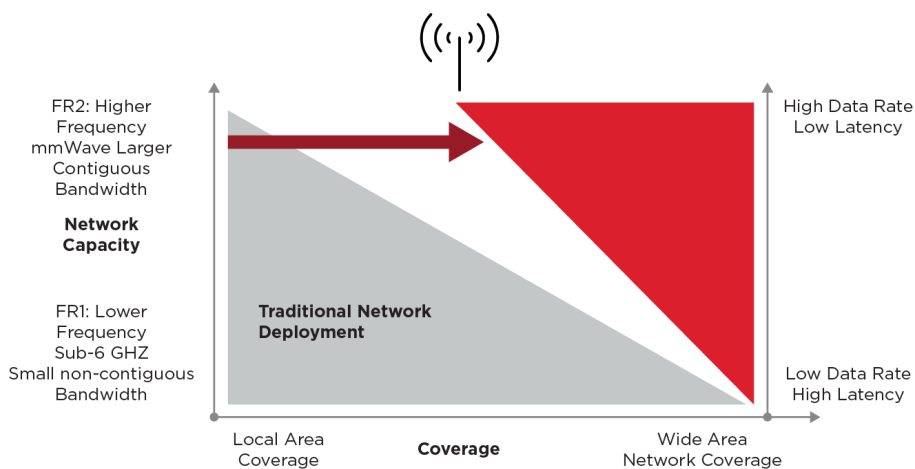 FR2: Higher
Frequency
mmWave Larger
Contiguous
Bandwidth
Network
Capacity
FR1: Lower
Frequency
Sub-6 GHZ
Small non-contiguous
Bandwidth
Traditional Network
Deployment
High Data Rate
Low Latency
Low Data Rate
High Latency
Local Area
Coverage
Coverage
Wide Area
Network Coverage